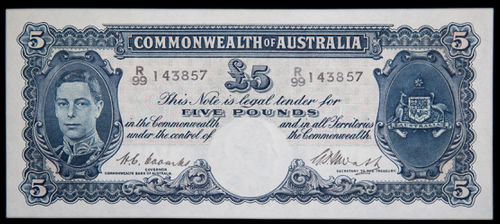 5 COMMONWEALTH OF AUSTRALIA 5
R/99 143857 £5 R/99 143857
This Note is legal tender for
FIVE POUNDS
in the Commonwealth and in all Territories
under the control of the Commonwealth.
GOVERNOR SECRETARY TO THE TREASURY
COMMONWEALTH BANK OF AUSTRALIA
5 5